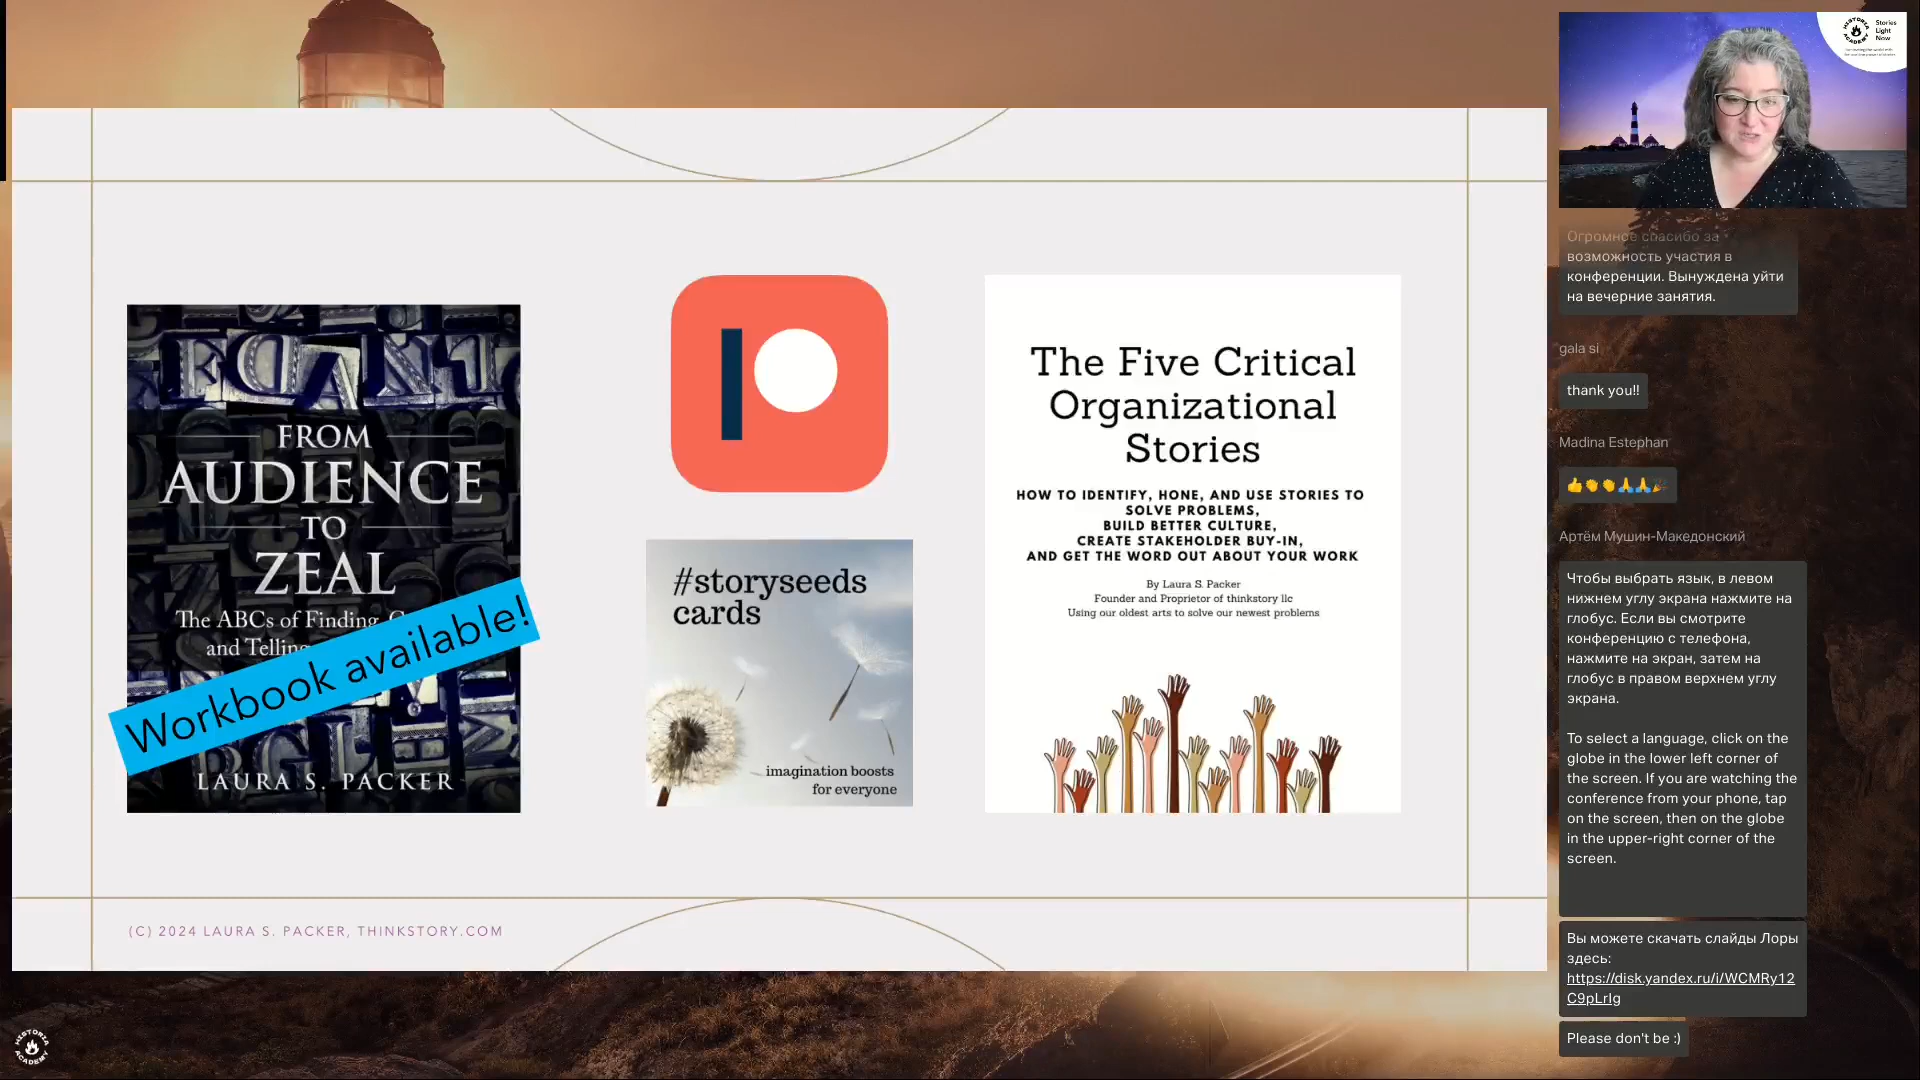 FROM
AUDIENCE
TO
ZEAL
The ABCs of Finding,
and Telling
Workbook available!
LAURA S. PACKER
#storyseeds
cards
imagination boosts
for everyone
The Five Critical
Organizational
Stories
HOW TO IDENTIFY, HONE, AND USE STORIES TO
SOLVE PROBLEMS,
BUILD BETTER CULTURE,
CREATE STAKEHOLDER BUY-IN,
AND GET THE WORD OUT ABOUT YOUR WORK
By Laura S. Packer
Founder and Proprietor of thinkstory llc
Using our oldest arts to solve our newest problems
(C) 2024 LAURA S. PACKER, THINKSTORY.COM
HISTORIA
ACADEMY
HISTORIA
ACADEMY
Stories
Light
Now
Огромное спасибо за
возможность участия в
конференции. Вынуждена уйти
на вечерние занятия.
gala si
thank you!!
Madina Estephan
👍👏👏🙏🙏🎉
Артём Мушин-Македонский
Чтобы выбрать язык, в левом
нижнем углу экрана нажмите на
глобус. Если вы смотрите
конференцию с телефона,
нажмите на экран, затем на
глобус в правом верхнем углу
экрана.
To select a language, click on the
globe in the lower left corner of
the screen. If you are watching the
conference from your phone, tap
on the screen, then on the globe
in the upper-right corner of the
screen.
Вы можете скачать слайды Лоры
здесь:
https://disk.yandex.ru/i/WCMRy12
C9pLrIg
Please don't be :)